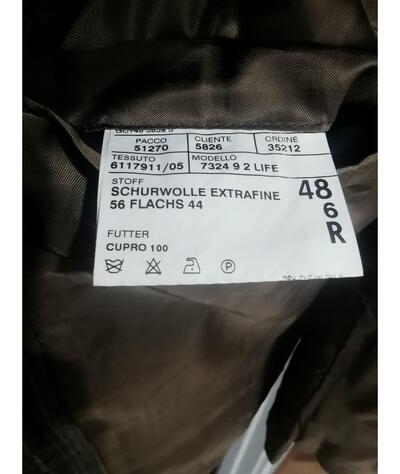 PACCO CLIENTE ORDINE
51270 5826 35212
TESSUTO MODELLO
6117911/05 7324 9 2 LIFE
STOFF
SCHURWOLLE EXTRAFINE
56 FLACHS 44
48
6
R
FUTTER
CUPRO 100
P